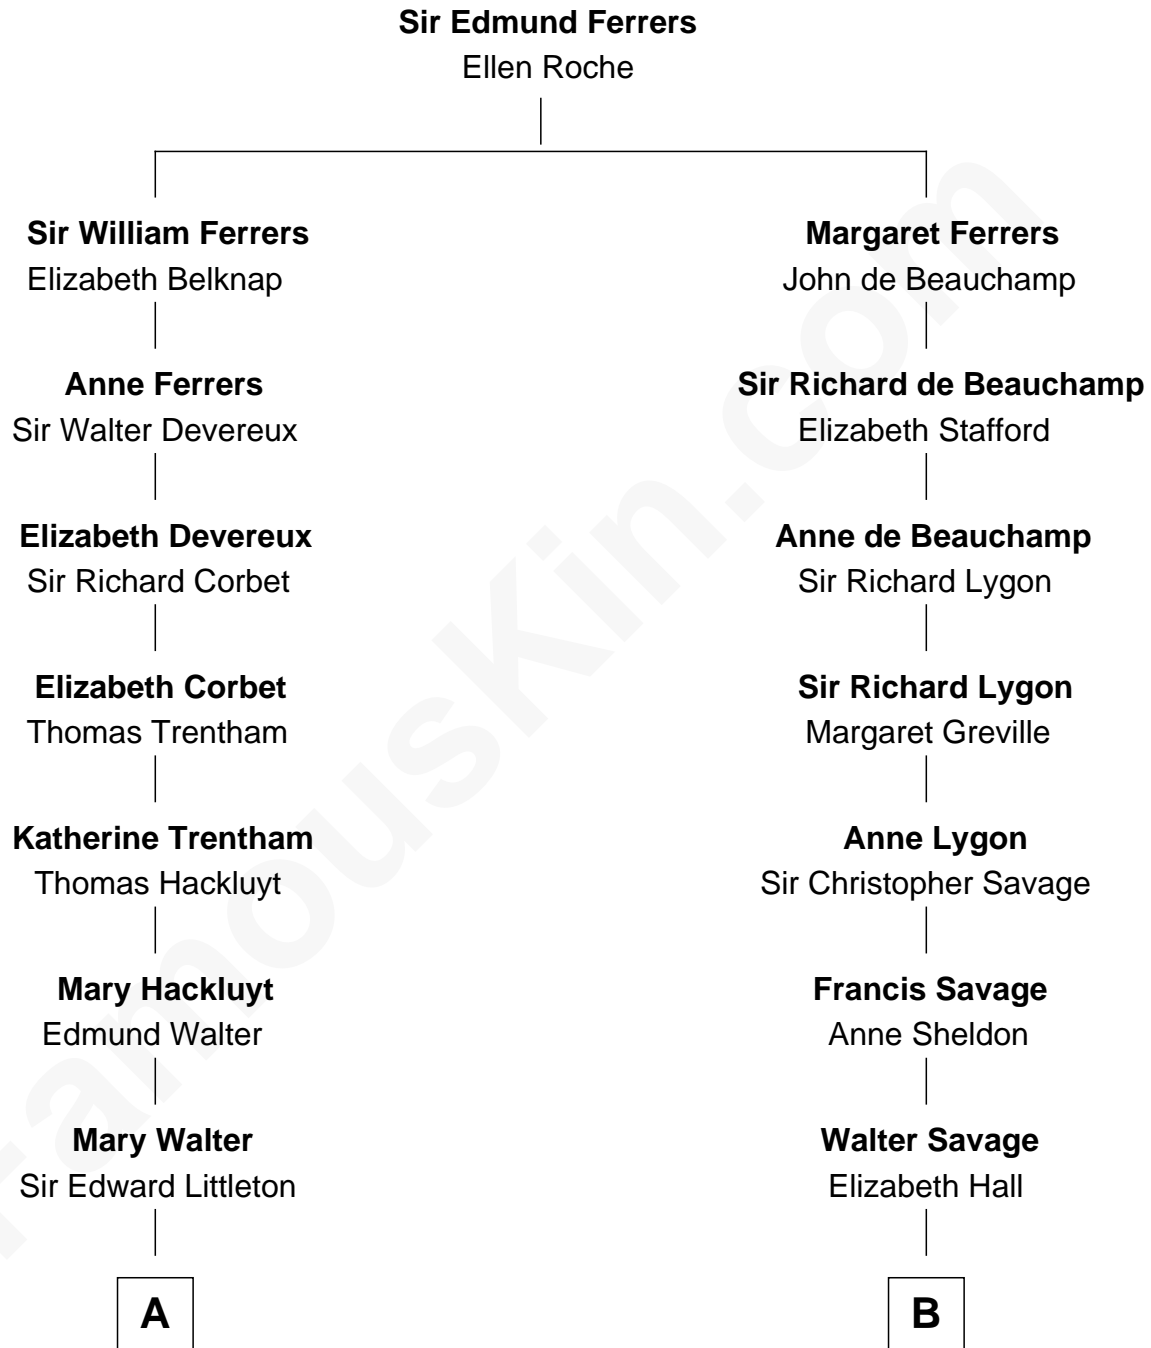 Sir Edmund Ferrers
Ellen Roche
Sir William Ferrers
Elizabeth Belknap
Margaret Ferrers
John de Beauchamp
Anne Ferrers
Sir Walter Devereux
Sir Richard de Beauchamp
Elizabeth Stafford
Elizabeth Devereux
Sir Richard Corbet
Anne de Beauchamp
Sir Richard Lygon
Elizabeth Corbet
Thomas Trentham
Sir Richard Lygon
Margaret Greville
Katherine Trentham
Thomas Hackluyt
Anne Lygon
Sir Christopher Savage
Mary Hackluyt
Edmund Walter
Francis Savage
Anne Sheldon
Mary Walter
Sir Edward Littleton
Walter Savage
Elizabeth Hall
A
B
FamousKin.com